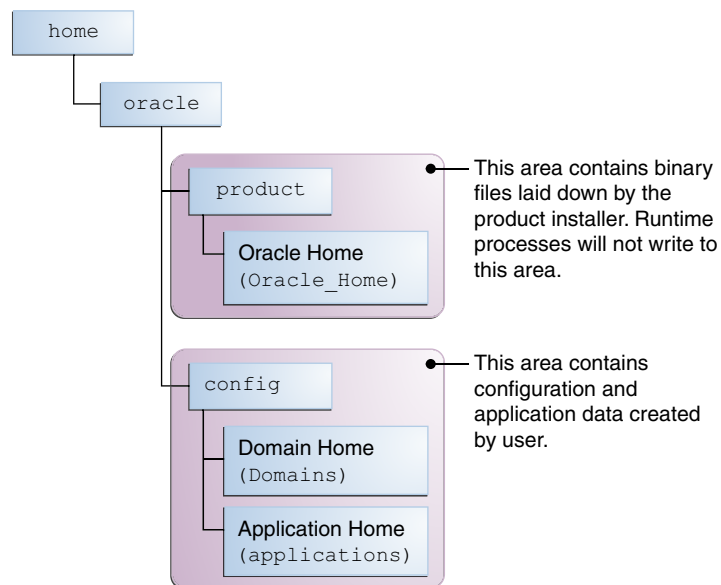 home
oracle
product
Oracle Home
(Oracle_Home)
This area contains binary
files laid down by the
product installer. Runtime
processes will not write to
this area.
config
Domain Home
(Domains)
Application Home
(applications)
This area contains
configuration and
application data created
by user.